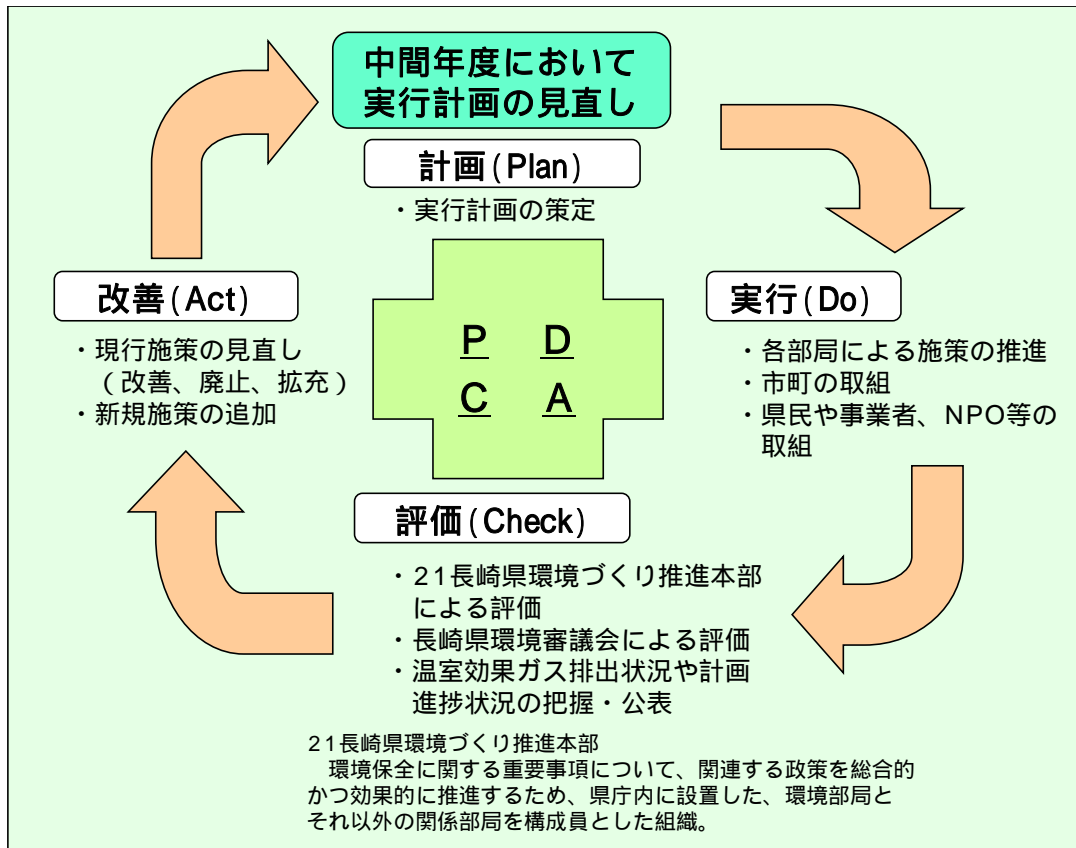 中間年度において
実行計画の見直し
計画(Plan)
・実行計画の策定
改善(Act)
・現行施策の見直し
（改善、廃止、拡充）
・新規施策の追加
P D
C A
実行(Do)
・各部局による施策の推進
・市町の取組
・県民や事業者、NPO等の
取組
評価(Check)
・21長崎県環境づくり推進本部
による評価
・長崎県環境審議会による評価
・温室効果ガス排出状況や計画
進捗状況の把握・公表
21長崎県環境づくり推進本部
環境保全に関する重要事項について、関連する政策を総合的
かつ効果的に推進するため、県庁内に設置した、環境部局と
それ以外の関係部局を構成員とした組織。